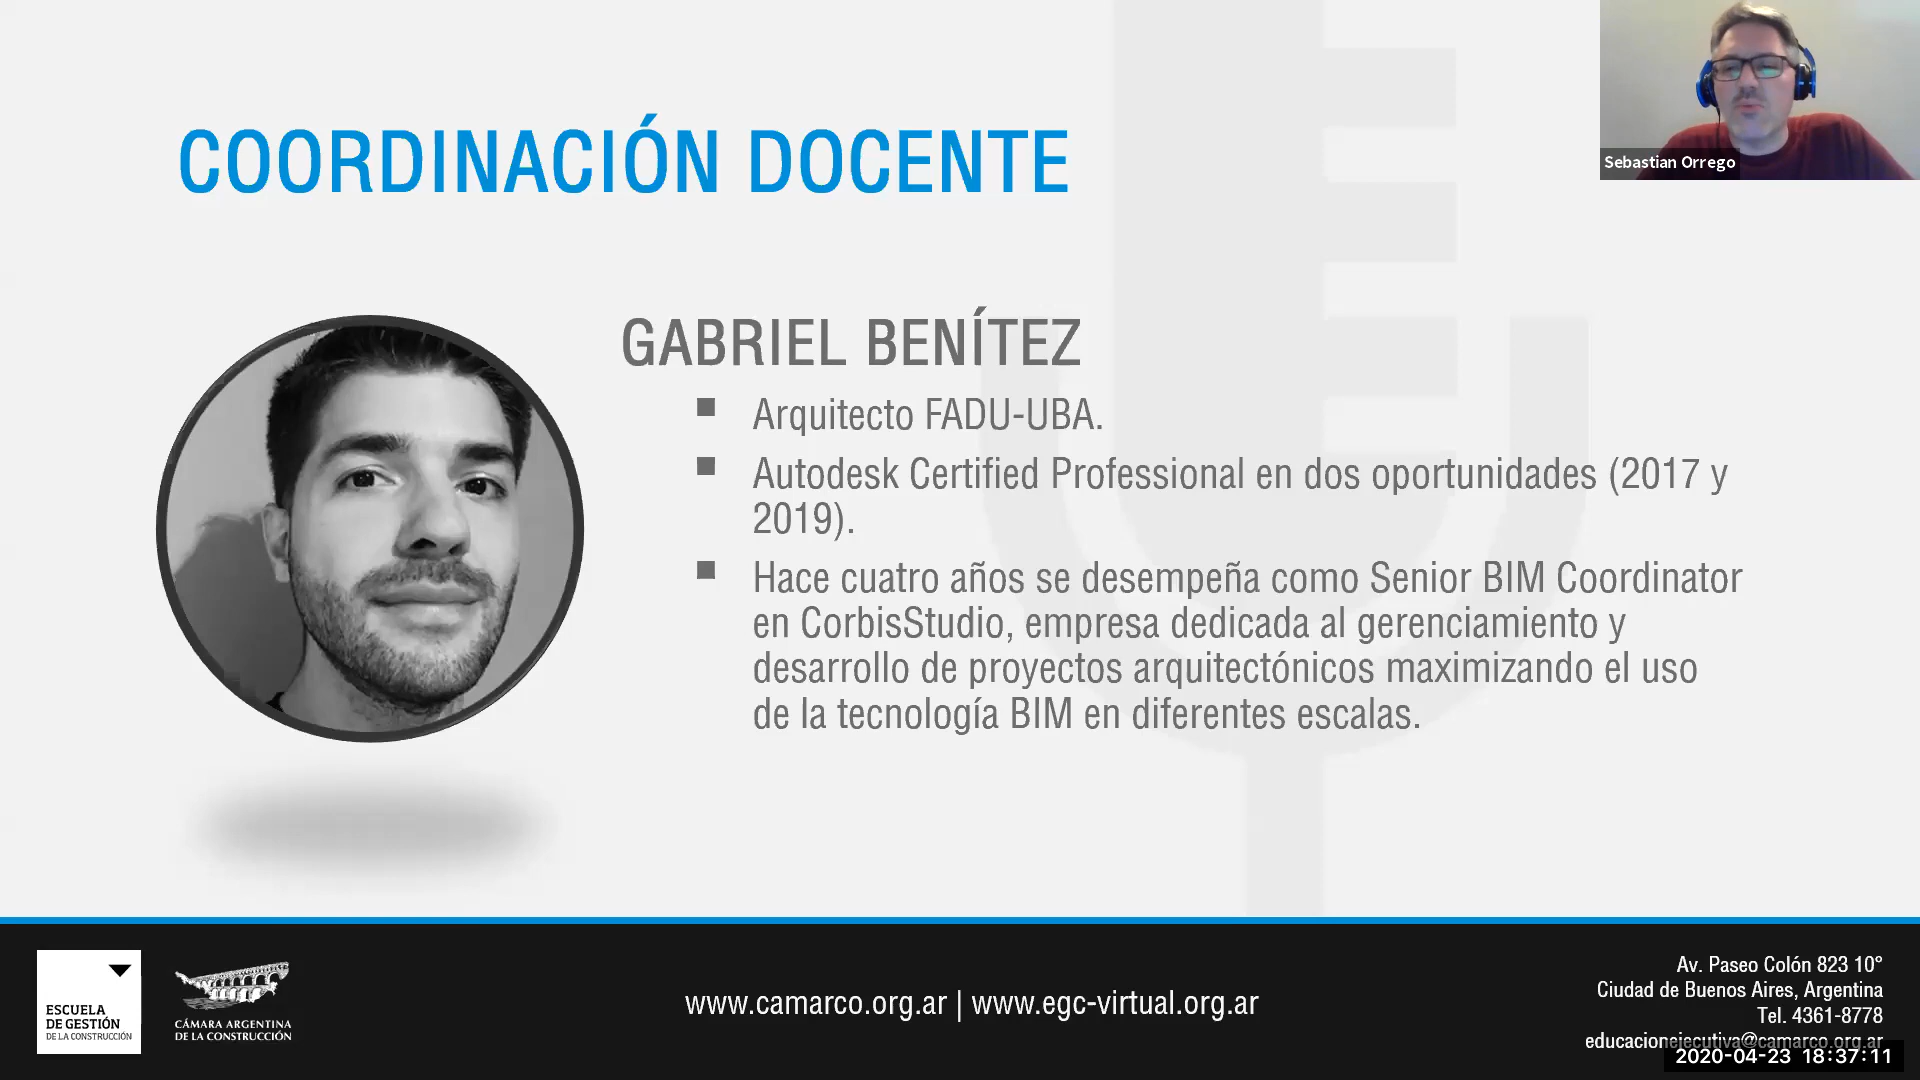 COORDINACIÓN DOCENTE
Sebastian Orrego
GABRIEL BENÍTEZ
Arquitecto FADU-UBA.
Autodesk Certified Professional en dos oportunidades (2017 y
2019).
Hace cuatro años se desempeña como Senior BIM Coordinator
en CorbisStudio, empresa dedicada al gerenciamiento y
desarrollo de proyectos arquitectónicos maximizando el uso
de la tecnología BIM en diferentes escalas.
ESCUELA
DE GESTIÓN
DE LA CONSTRUCCIÓN
CÁMARA ARGENTINA
DE LA CONSTRUCCIÓN
www.camarco.org.ar | www.egc-virtual.org.ar
Av. Paseo Colón 823 10°
Ciudad de Buenos Aires, Argentina
Tel. 4361-8778
educacionejecutiva@camarco.org.ar
2020-04-23 18:37:11